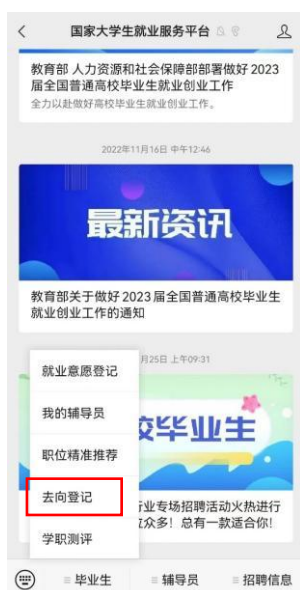 国家大学生就业服务平台
教育部 人力资源和社会保障部部署做好2023
届全国普通高校毕业生就业创业工作
全力以赴做好高校毕业生就业创业工作。
2022年11月16日 中午12:46
最新资讯
教育部关于做好2023届全国普通高校毕业生
就业创业工作的通知
月25日 上午09:31
就业意愿登记
我的辅导员
校毕业生
职位精准推荐
去向登记
行业专场招聘活动火热进行
众多！总有一款适合你!
学职测评
毕业生
辅导员
招聘信息